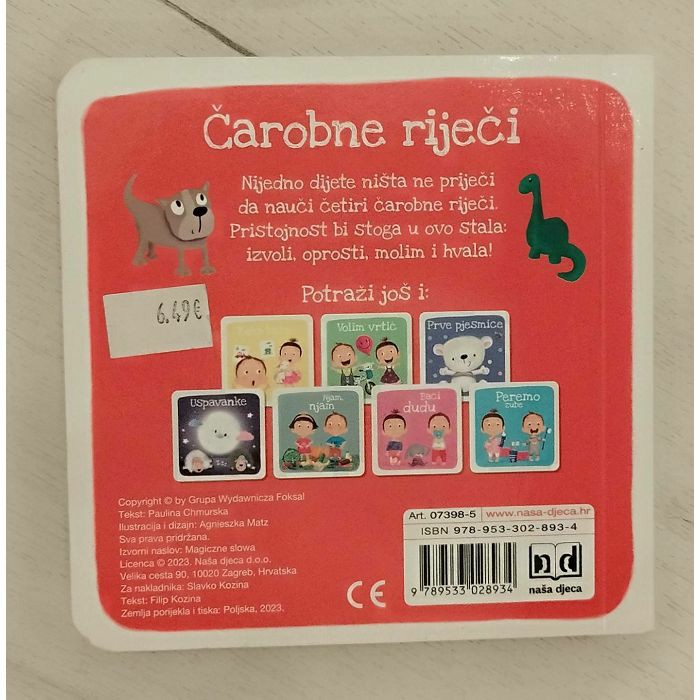 Čarobne riječi
Nijedno dijete ništa ne priječi
da nauči četiri čarobne riječi.
Pristojnost bi stoga u ovo stala:
izvoli, oprosti, molim i hvala!
Potraži još i:
6.49€
Volim vrtić
Prve pjesmice
Uspavanke
Njam,
njam
Baci
dudu
Peremo
zube
Copyright © by Grupa Wydawnicza Foksal
Tekst: Paulina Chmurska
Ilustracija i dizajn: Agnieszka Matz
Sva prava pridržana.
Izvorni naslov: Magiczne słowa
Licenca © 2023. Naša djeca d.o.o.
Velika cesta 90, 10020 Zagreb, Hrvatska
Za nakladnika: Slavko Kozina
Tekst: Filip Kozina
Zemlja porijekla i tiska: Poljska, 2023.
CE
Art. 07398-5
www.nasa-djeca.hr
ISBN 978-953-302-893-4
9 789533 028934
naša djeca